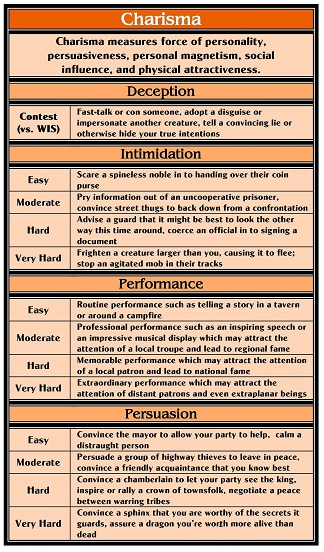 Charisma
Charisma measures force of personality,
persuasiveness, personal magnetism, social
influence, and physical attractiveness.
Deception
Contest
(vs. WIS)
Fast-talk or con someone, adopt a disguise or
impersonate another creature, tell a convincing lie or
otherwise hide your true intentions
Intimidation
Easy
Scare a spineless noble in to handing over their coin
purse
Moderate
Pry information out of an uncooperative prisoner,
convince street thugs to back down from a confrontation
Hard
Advise a guard that it might be best to look the other
way this time around, coerce an official in to signing a
document
Very Hard
Frighten a creature larger than you, causing it to flee;
stop an agitated mob in their tracks
Performance
Easy
Routine performance such as telling a story in a tavern
or around a campfire
Moderate
Professional performance such as an inspiring speech or
an impressive musical display which may attract the
attention of a local troupe and lead to regional fame
Hard
Memorable performance which may attract the attention
of a local patron and lead to national fame
Very Hard
Extraordinary performance which may attract the
attention of distant patrons and even extraplanar beings
Persuasion
Easy
Convince the mayor to allow your party to help, calm a
distraught person
Moderate
Persuade a group of highway thieves to leave in peace,
convince a friendly acquaintance that you know best
Hard
Convince a chamberlain to let your party see the king,
inspire or rally a crown of townsfolk, negotiate a peace
between warring tribes
Very Hard
Convince a sphinx that you are worthy of the secrets it
guards, assure a dragon you're worth more alive than
dead